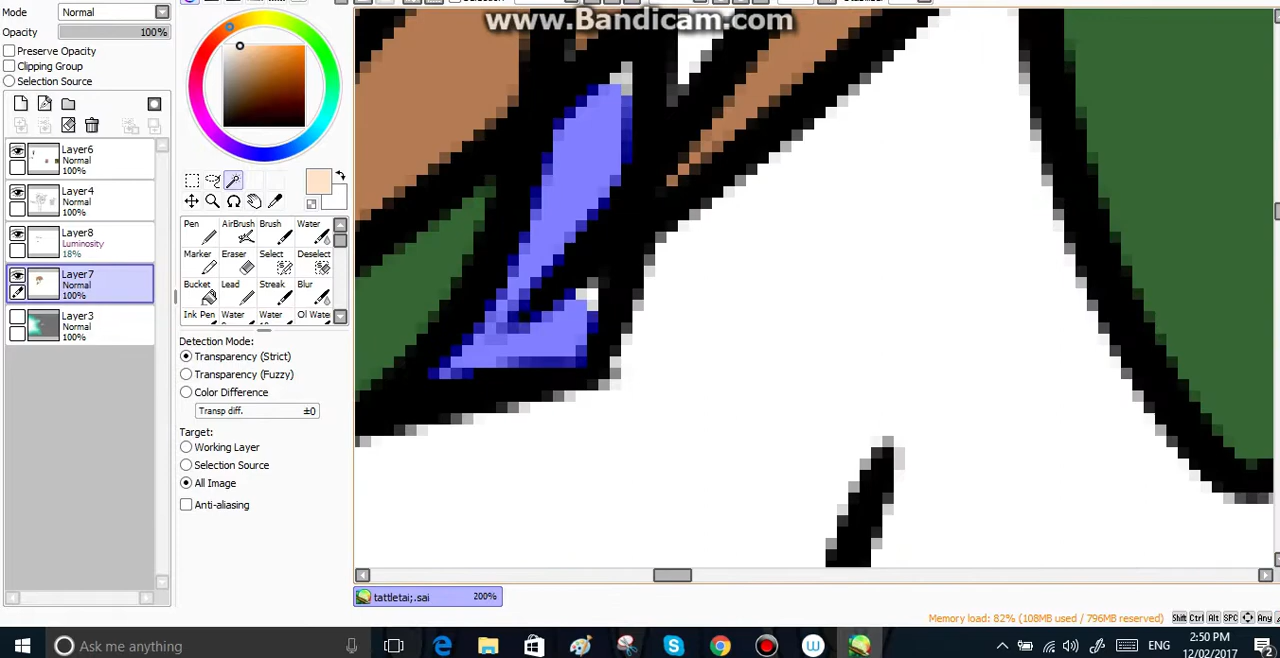 www.Bandicam.com
Mode Normal
Opacity 100%
Preserve Opacity
Clipping Group
Selection Source
Layer6
Normal
100%
Layer4
Normal
100%
Layer8
Luminosity
18%
Layer7
Normal
100%
Layer3
Normal
100%
Pen AirBrush Brush Water
Marker Eraser Select Deselect
Bucket Lead Streak Blur
Ink Pen Water Water Oil Wate
Detection Mode:
Transparency (Strict)
Transparency (Fuzzy)
Color Difference
Transp diff. ±0
Target:
Working Layer
Selection Source
All Image
Anti-aliasing
tattletai;.sai 200%
Memory load: 82% (108MB used / 796MB reserved) Shift Ctrl Alt SPC Any
Ask me anything
ENG
2:50 PM
12/02/2017